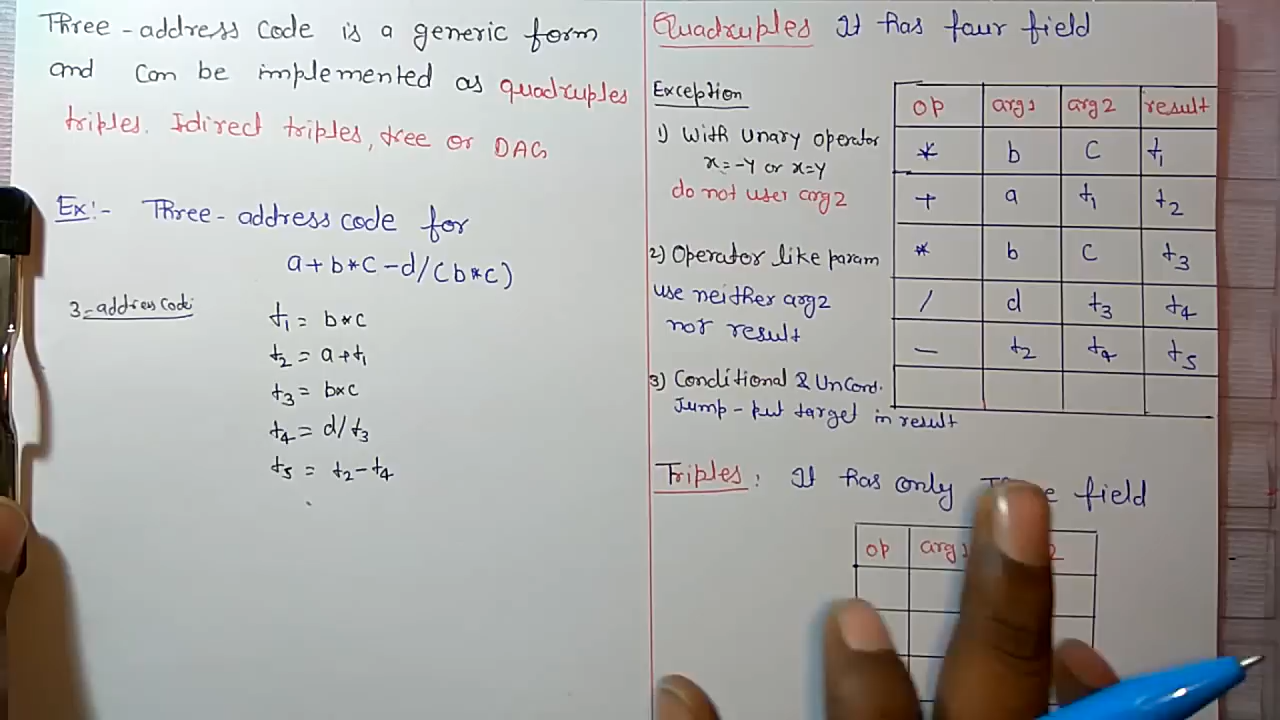 Three-address code is a generic form
and can be implemented as quadruples
triples. Idirect triples, tree or DAG
Ex:- Three-address code for
a+b*c-d/(b*c)
3-address code
t1 = b*c
t2 = a+t1
t3 = b*c
t4 = d/t3
t5 = t2-t4
Quadruples It has four field
Exception
1) With Unary operator
x=-y or x=y
do not user arg2
2) Operator like param
use neither arg2
nor result
3) Conditional & UnCond.
Jump - put target in result
op arg1 arg2 result
* b c t1
+ a t1 t2
* b c t3
/ d t3 t4
- t2 t4 t5
Triples: It has only field
op arg 2